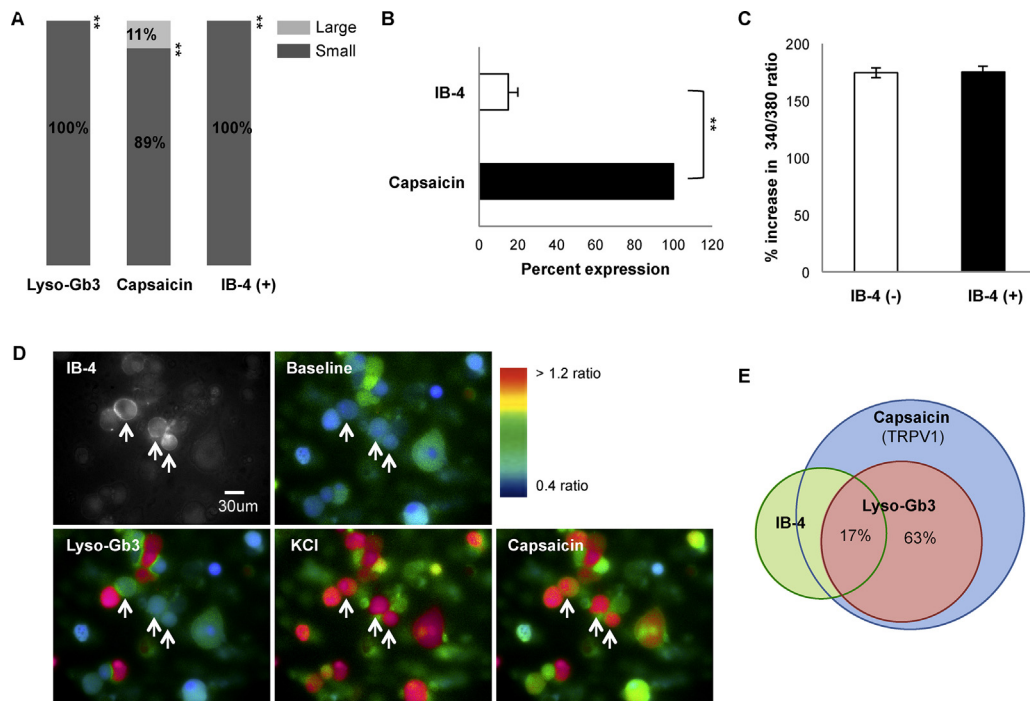 A
**
11%
**
**
Large
Small
100%
89%
100%
Lyso-Gb3
Capsaicin
IB-4 (+)
B
IB-4
Capsaicin
**
0
20
40
60
80
100
120
Percent expression
C
% increase in 340/380 ratio
200
150
100
50
0
IB-4 (-)
IB-4 (+)
D
IB-4
30um
Baseline
> 1.2 ratio
0.4 ratio
Lyso-Gb3
KCl
Capsaicin
E
Capsaicin
(TRPV1)
Lyso-Gb3
IB-4
17%
63%